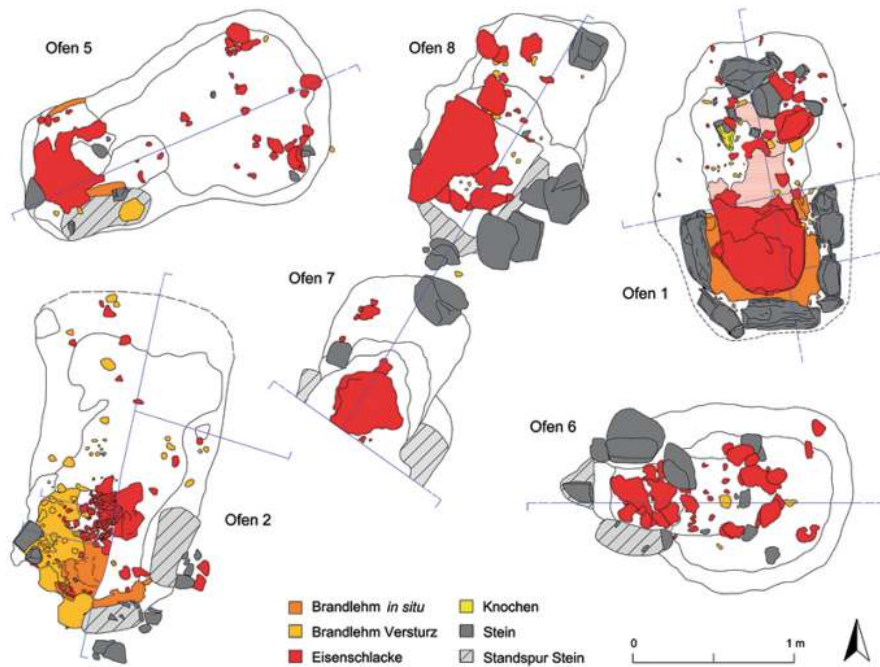 Ofen 5
Ofen 8
Ofen 1
Ofen 7
Ofen 2
Ofen 6
Brandlehm in situ
Brandlehm Versturz
Eisenschlacke
Knochen
Stein
Standspur Stein
0 1 m